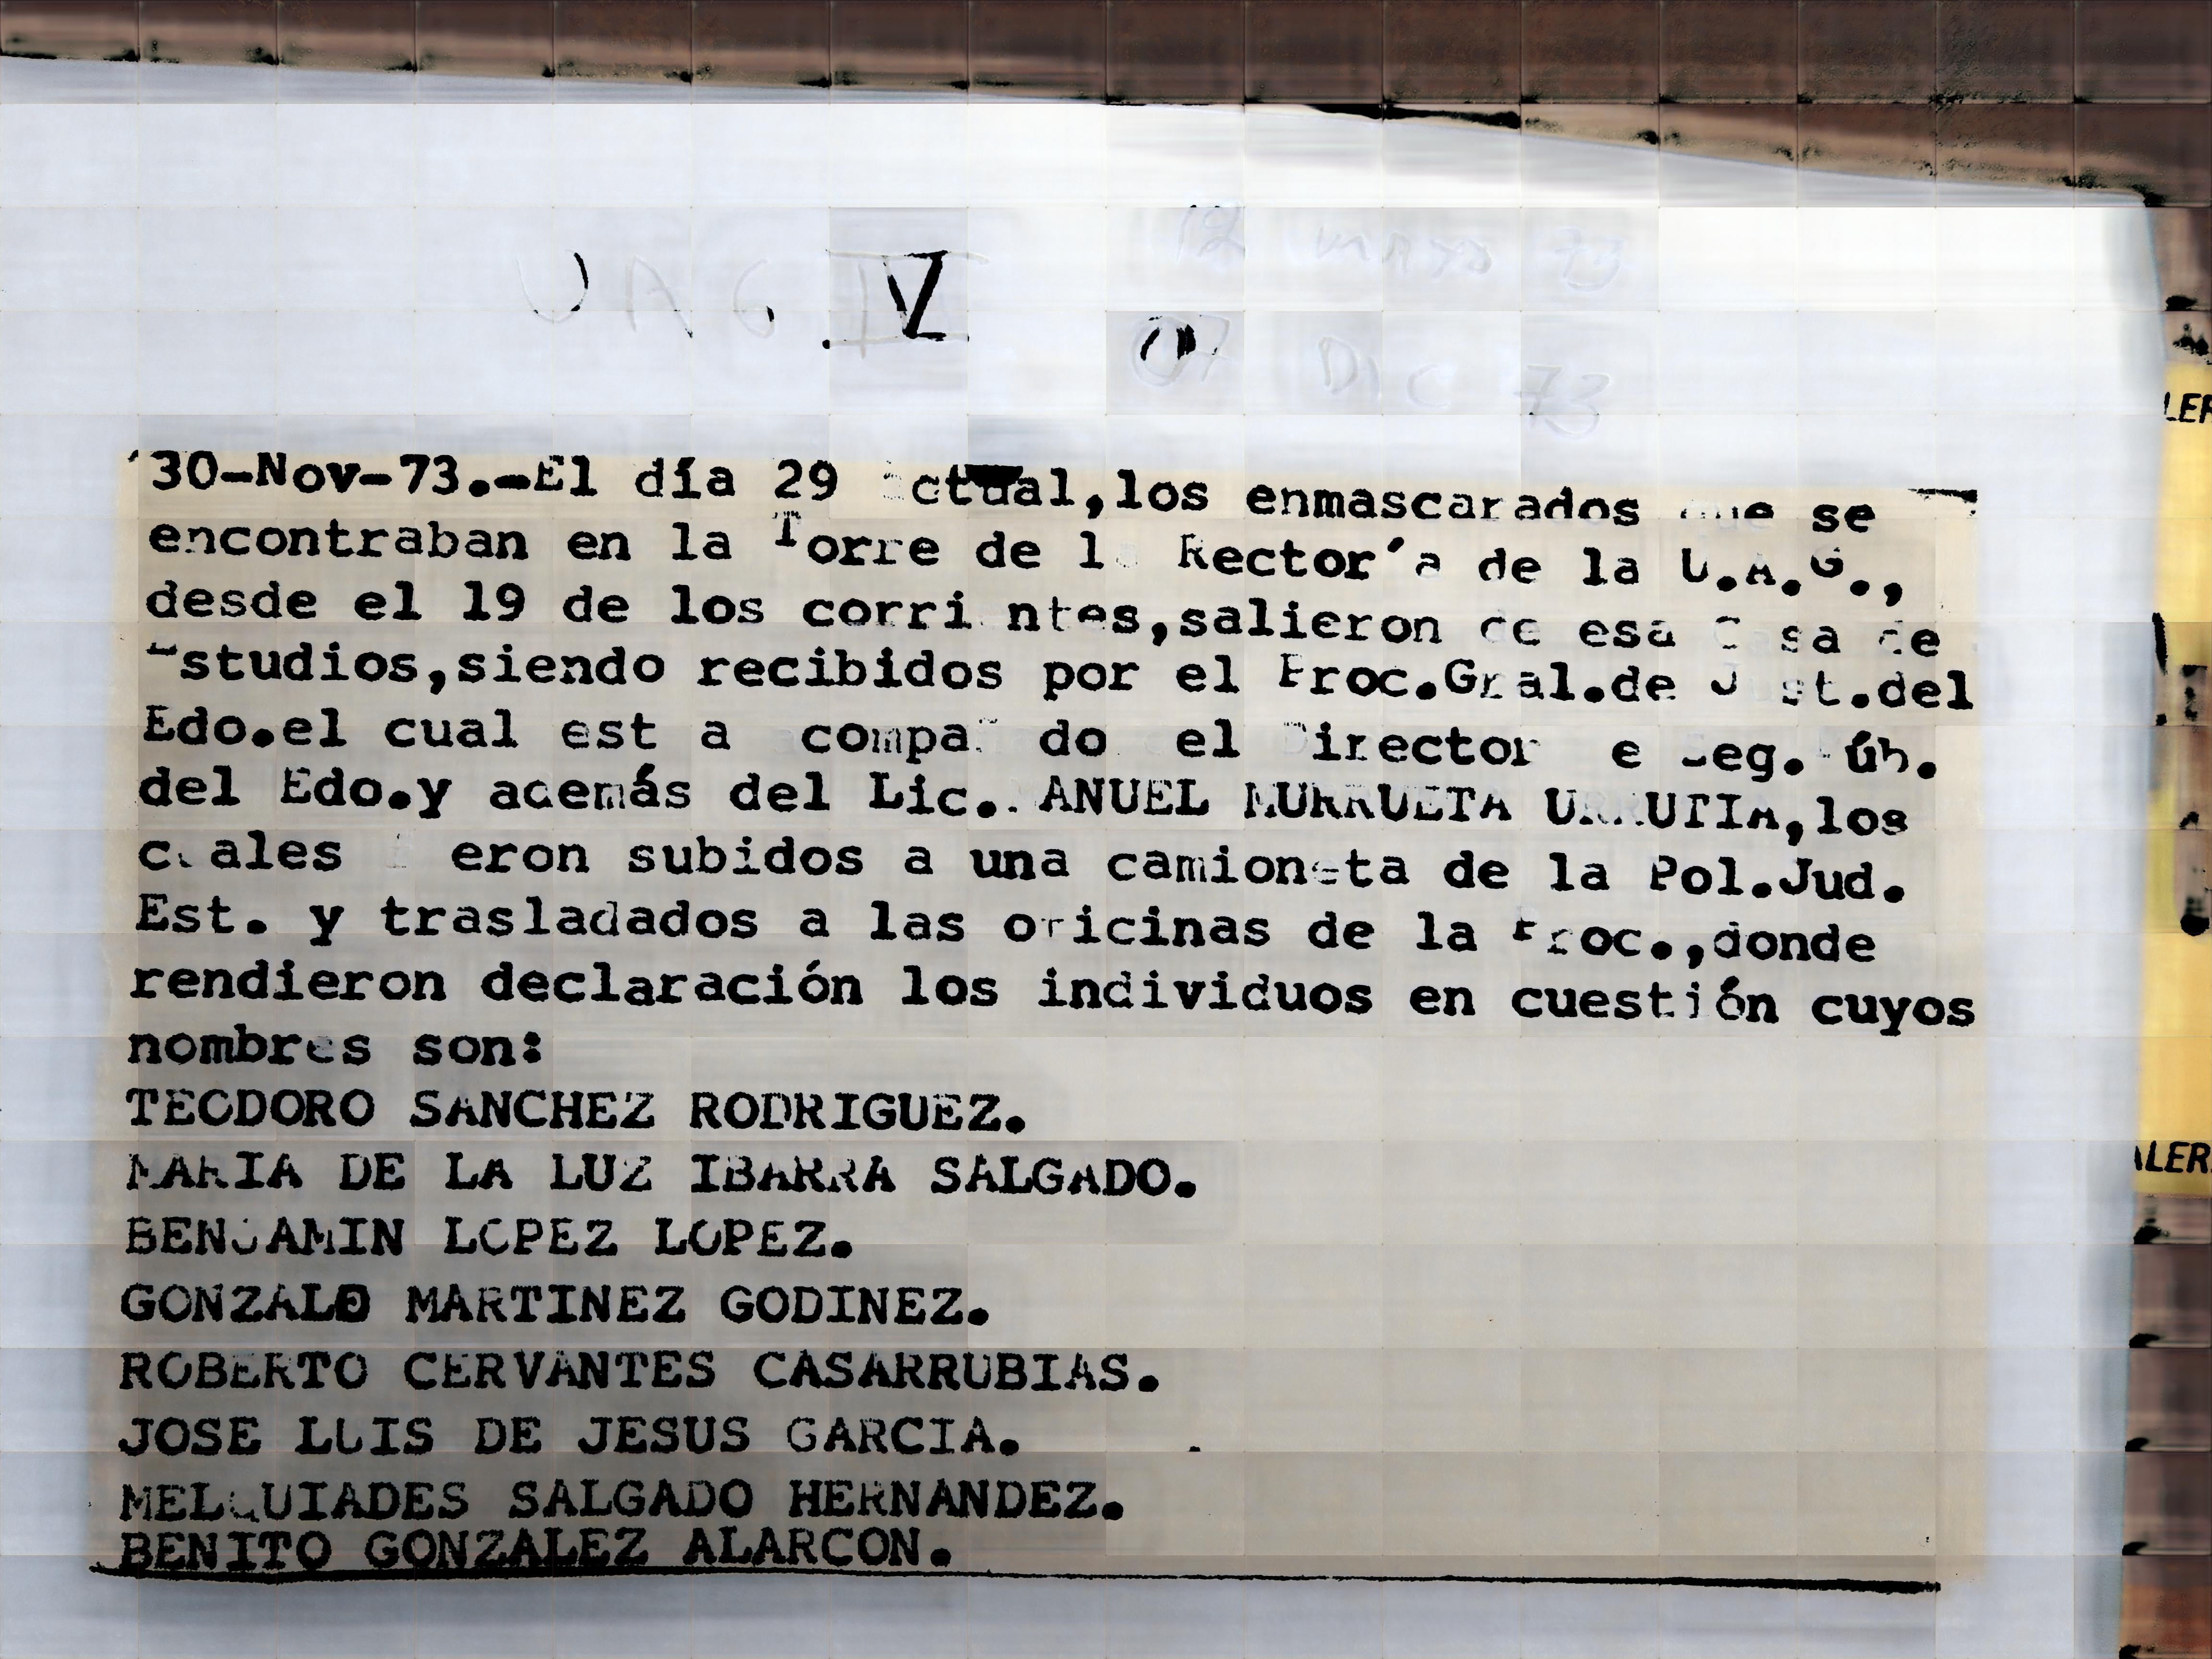 UAG IV
12 MAYO 73
07 DIC 73
30-Nov-73.-El día 29 actual,los enmascarados que se
encontraban en la Torre de la Rector´a de la U.A.G.,
desde el 19 de los corrientes,salieron de esa Casa de
Estudios,siendo recibidos por el Proc.Gral.de Just.del
Edo.el cual est a compañ do el Director e Seg. Púb.
del Edo.y además del Lic. MANUEL MURRUETA URRUTIA,los
cuales fueron subidos a una camioneta de la Pol.Jud.
Est. y trasladados a las oficinas de la Proc.,donde
rendieron declaración los individuos en cuestión cuyos
nombres son:
TEODORO SANCHEZ RODRIGUEZ.
MARIA DE LA LUZ IBARRA SALGADO.
BENJAMIN LOPEZ LOPEZ.
GONZALO MARTINEZ GODINEZ.
ROBERTO CERVANTES CASARRUBIAS.
JOSE LUIS DE JESUS GARCIA.
MELQUIADES SALGADO HERNANDEZ.
BENITO GONZALEZ ALARCON.